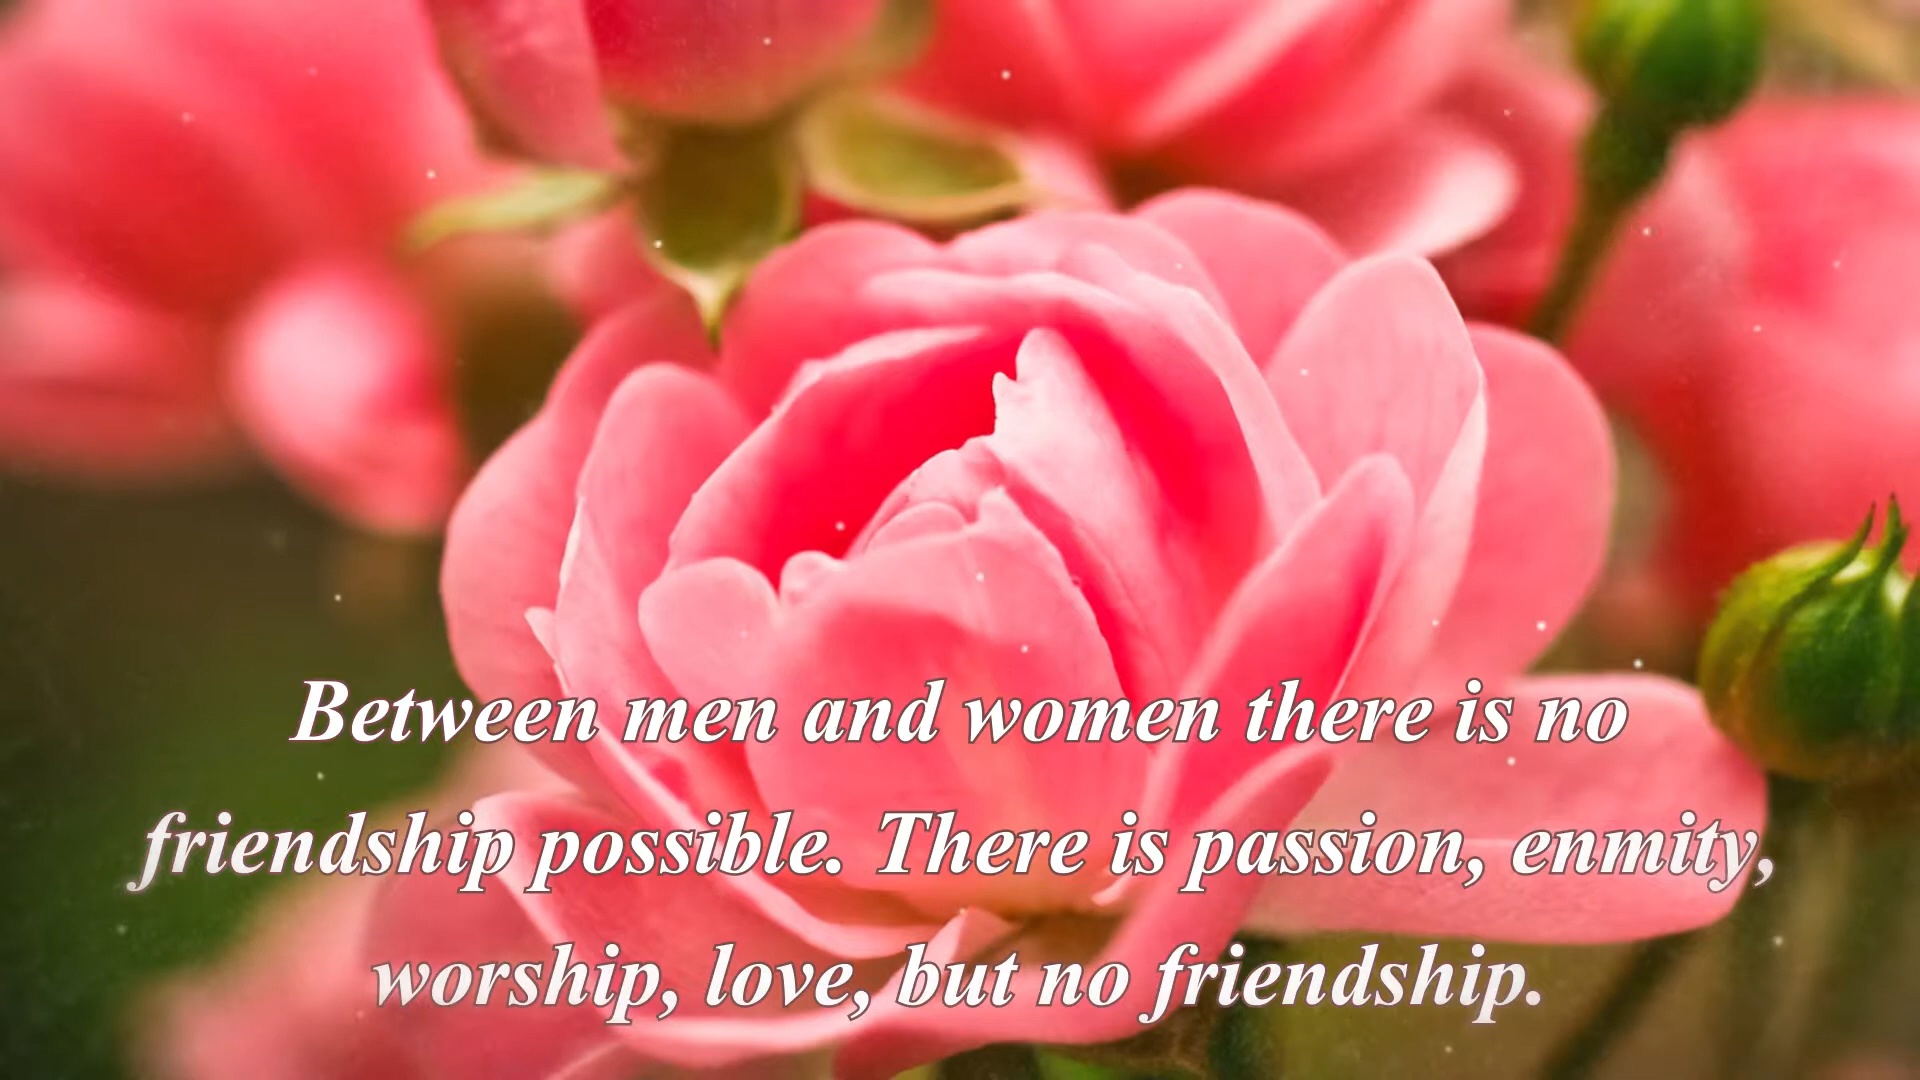 Between men and women there is no
friendship possible. There is passion, enmity,
worship, love, but no friendship.